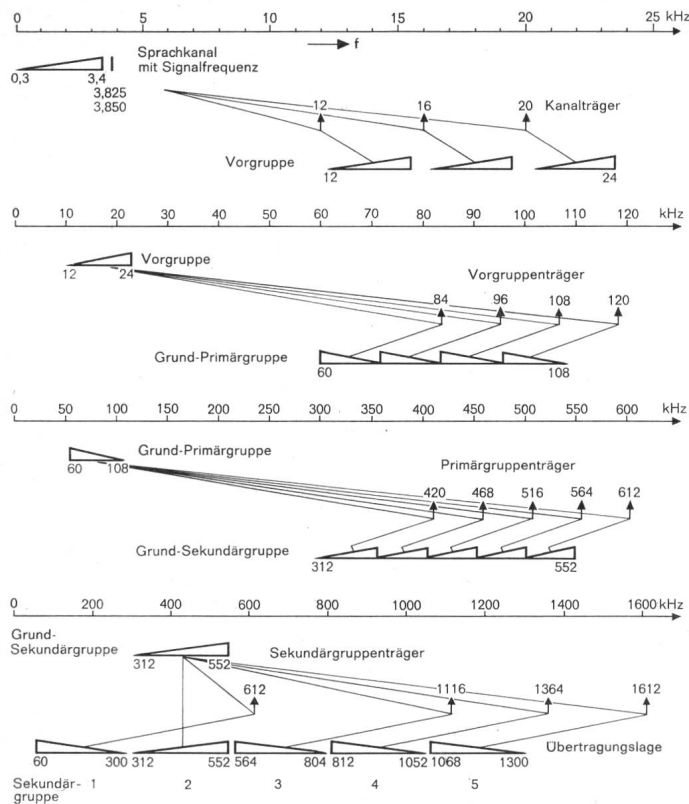 0 5 10 15 20 25 kHz
f
Sprachkanal
mit Signalfrequenz
0,3 3,4
3,825
3,850
12 16 20 Kanalträger
Vorgruppe
12 24
0 10 20 30 40 50 60 70 80 90 100 110 120 kHz
Vorgruppe
12 24
Vorgruppenträger
84 96 108 120
Grund-Primärgruppe
60 108
0 50 100 150 200 250 300 350 400 450 500 550 600 kHz
Grund-Primärgruppe
60 108
Primärgruppenträger
420 468 516 564 612
Grund-Sekundärgruppe
312 552
0 200 400 600 800 1000 1200 1400 1600 kHz
Grund-
Sekundärgruppe
312 552
Sekundärgruppenträger
612 1116 1364 1612
Übertragungslage
60 300 312 552 564 804 812 1052 1068 1300
Sekundär- 1 2 3 4 5
gruppe